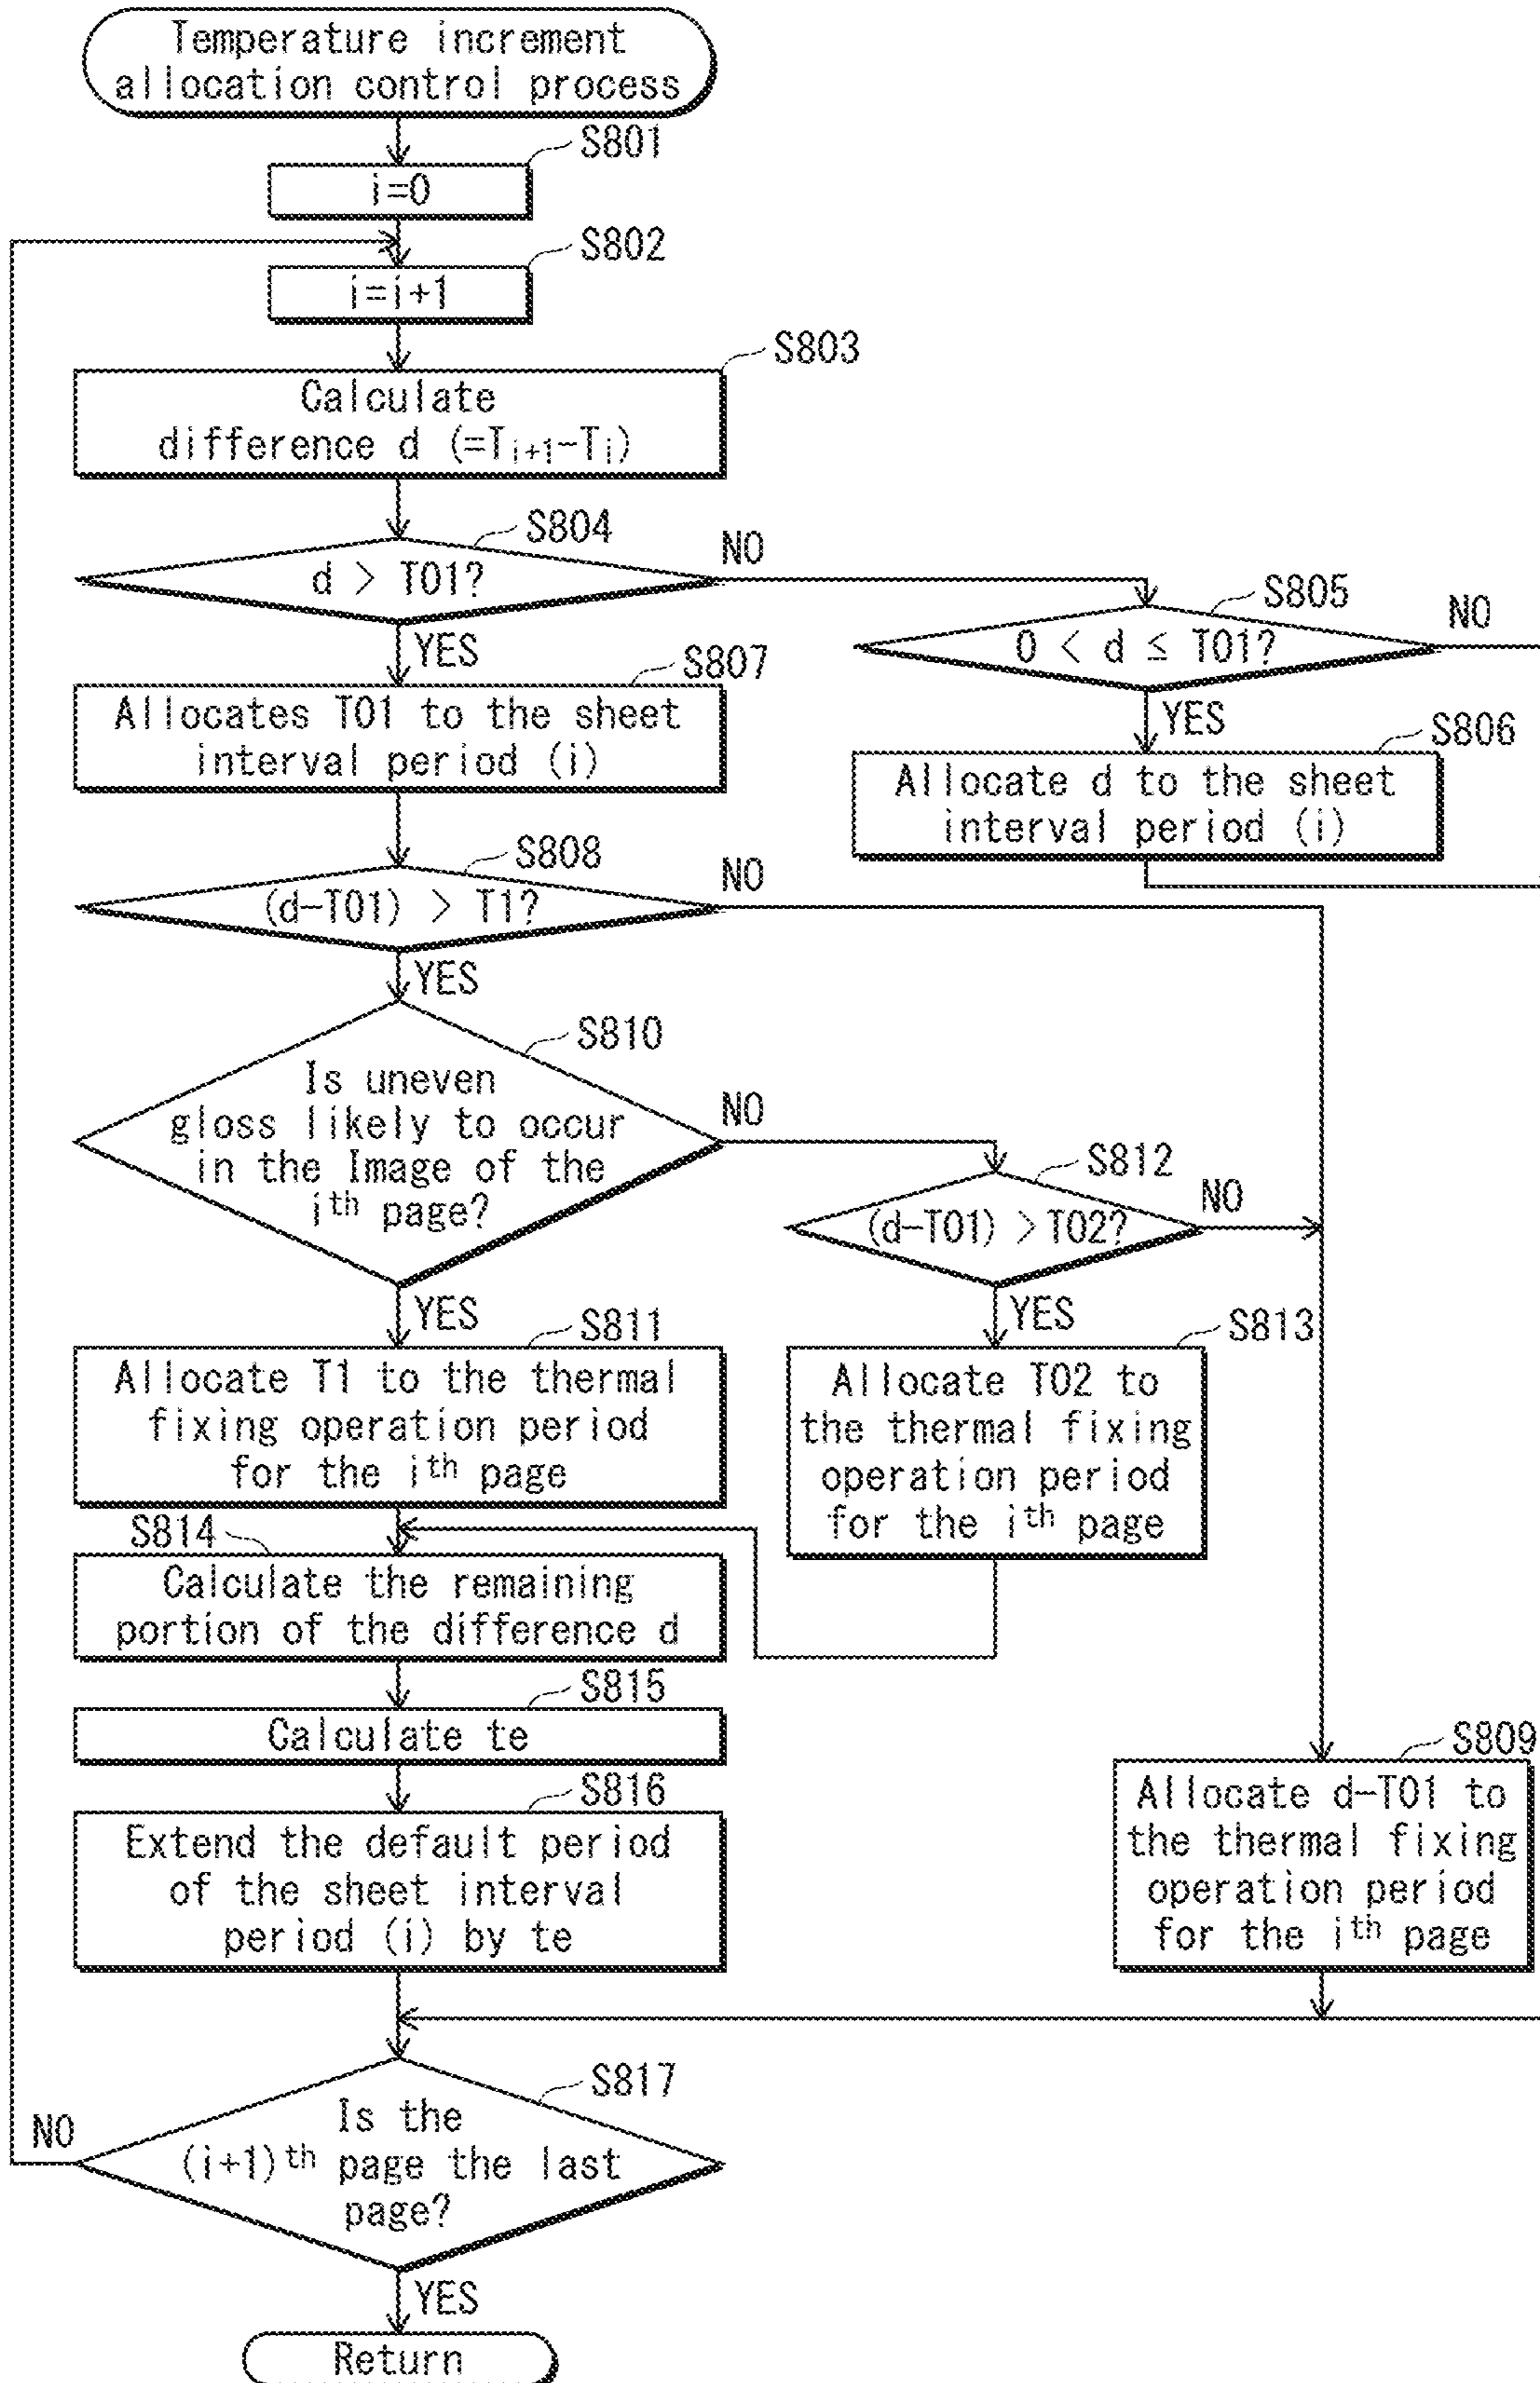 Temperature increment
allocation control process
S801
i=0
S802
i=i+1
S803
Calculate
difference d (=Ti+1-Ti)
S804
d > T01?
NO
YES
S805
0 < d ≤ T01?
NO
YES
S806
Allocate d to the sheet
interval period (i)
S807
Allocates T01 to the sheet
interval period (i)
S808
(d-T01) > T1?
NO
YES
S810
Is uneven
gloss likely to occur
in the Image of the
ith page?
NO
YES
S812
(d-T01) >T02?
NO
YES
S811
Allocate T1 to the thermal
fixing operation period
for the ith page
S813
Allocate T02 to
the thermal fixing
operation period
for the ith page
S814
Calculate the remaining
portion of the difference d
S815
Calculate te
S816
Extend the default period
of the sheet interval
period (i) by te
S809
Allocate d-T01 to
the thermal fixing
operation period
for the ith page
S817
Is the
(i+1)th page the last
page?
NO
YES
Return